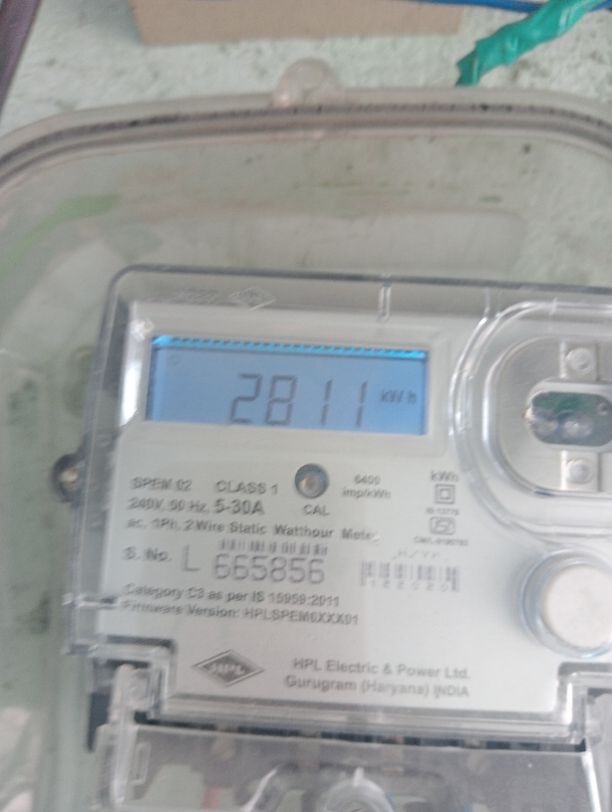 2811 kW h
SPEM 02 CLASS 1
6400
imp/kWh
kWh
240V, 50 Hz, 5-30A CAL
ac, 1Ph, 2 Wire Static Watthour Meter
S. No. L 665856
Category C3 as per IS 15959:2011
Firmware Version: HPLSPEM6XXX01
HPL
HPL Electric & Power Ltd.
Gurugram (Haryana) INDIA